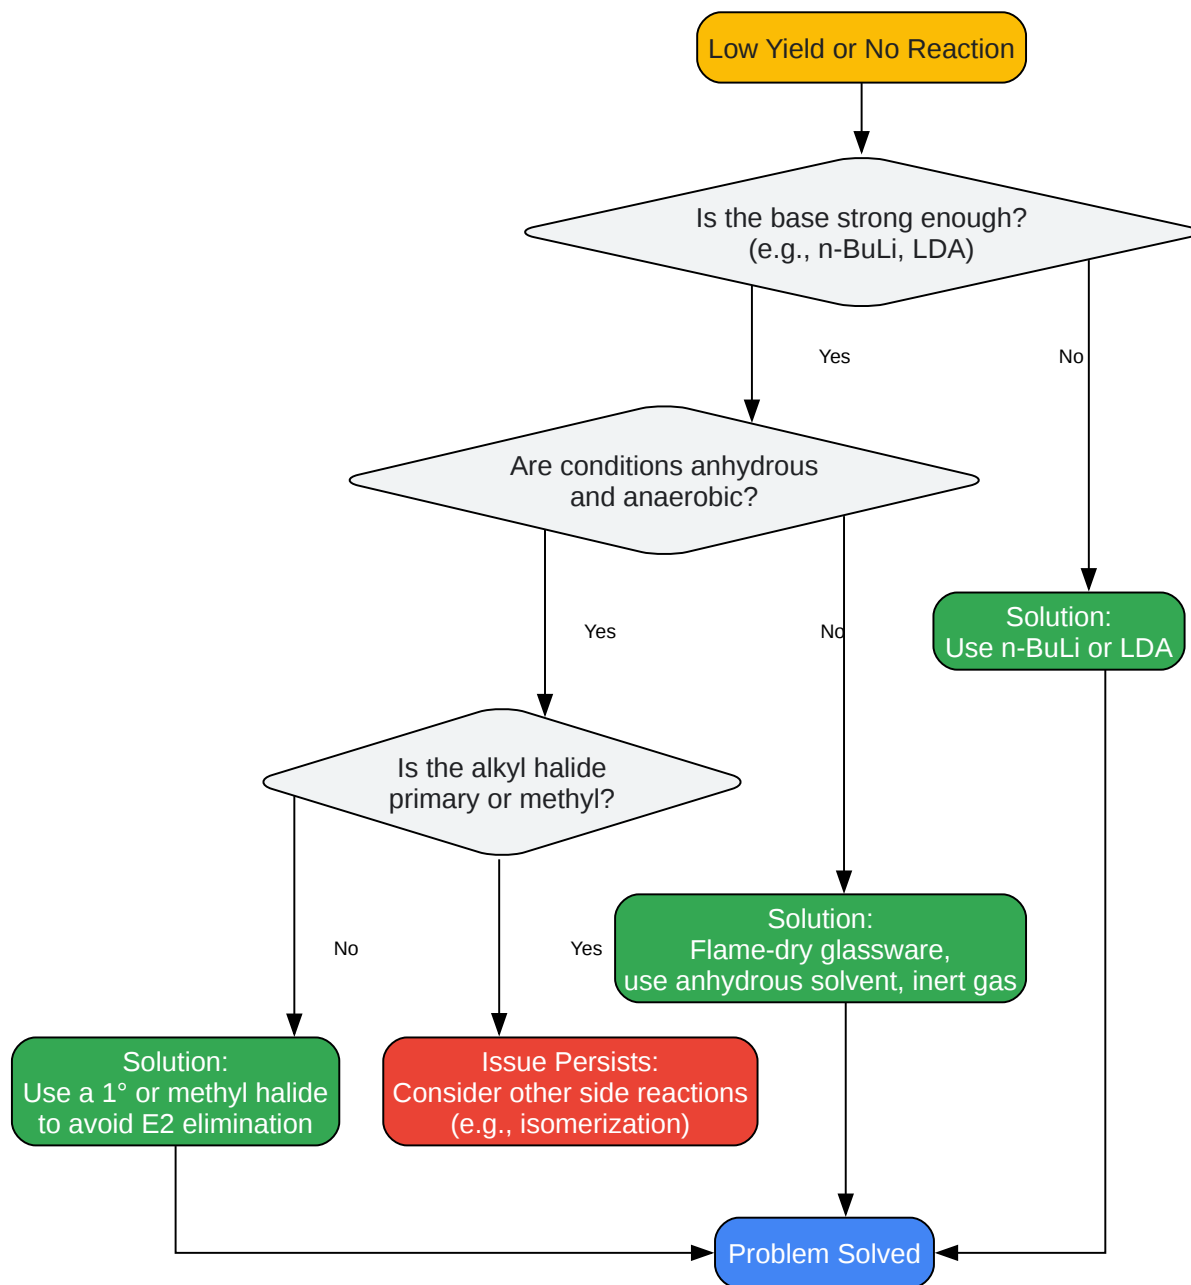 Low Yield or No Reaction
Is the base strong enough?
(e.g., n-BuLi, LDA)
Yes
No
Are conditions anhydrous
and anaerobic?
Solution:
Use n-BuLi or LDA
Yes
No
Is the alkyl halide
primary or methyl?
Solution:
Flame-dry glassware,
use anhydrous solvent, inert gas
No
Yes
Solution:
Use a 1° or methyl halide
to avoid E2 elimination
Issue Persists:
Consider other side reactions
(e.g., isomerization)
Problem Solved